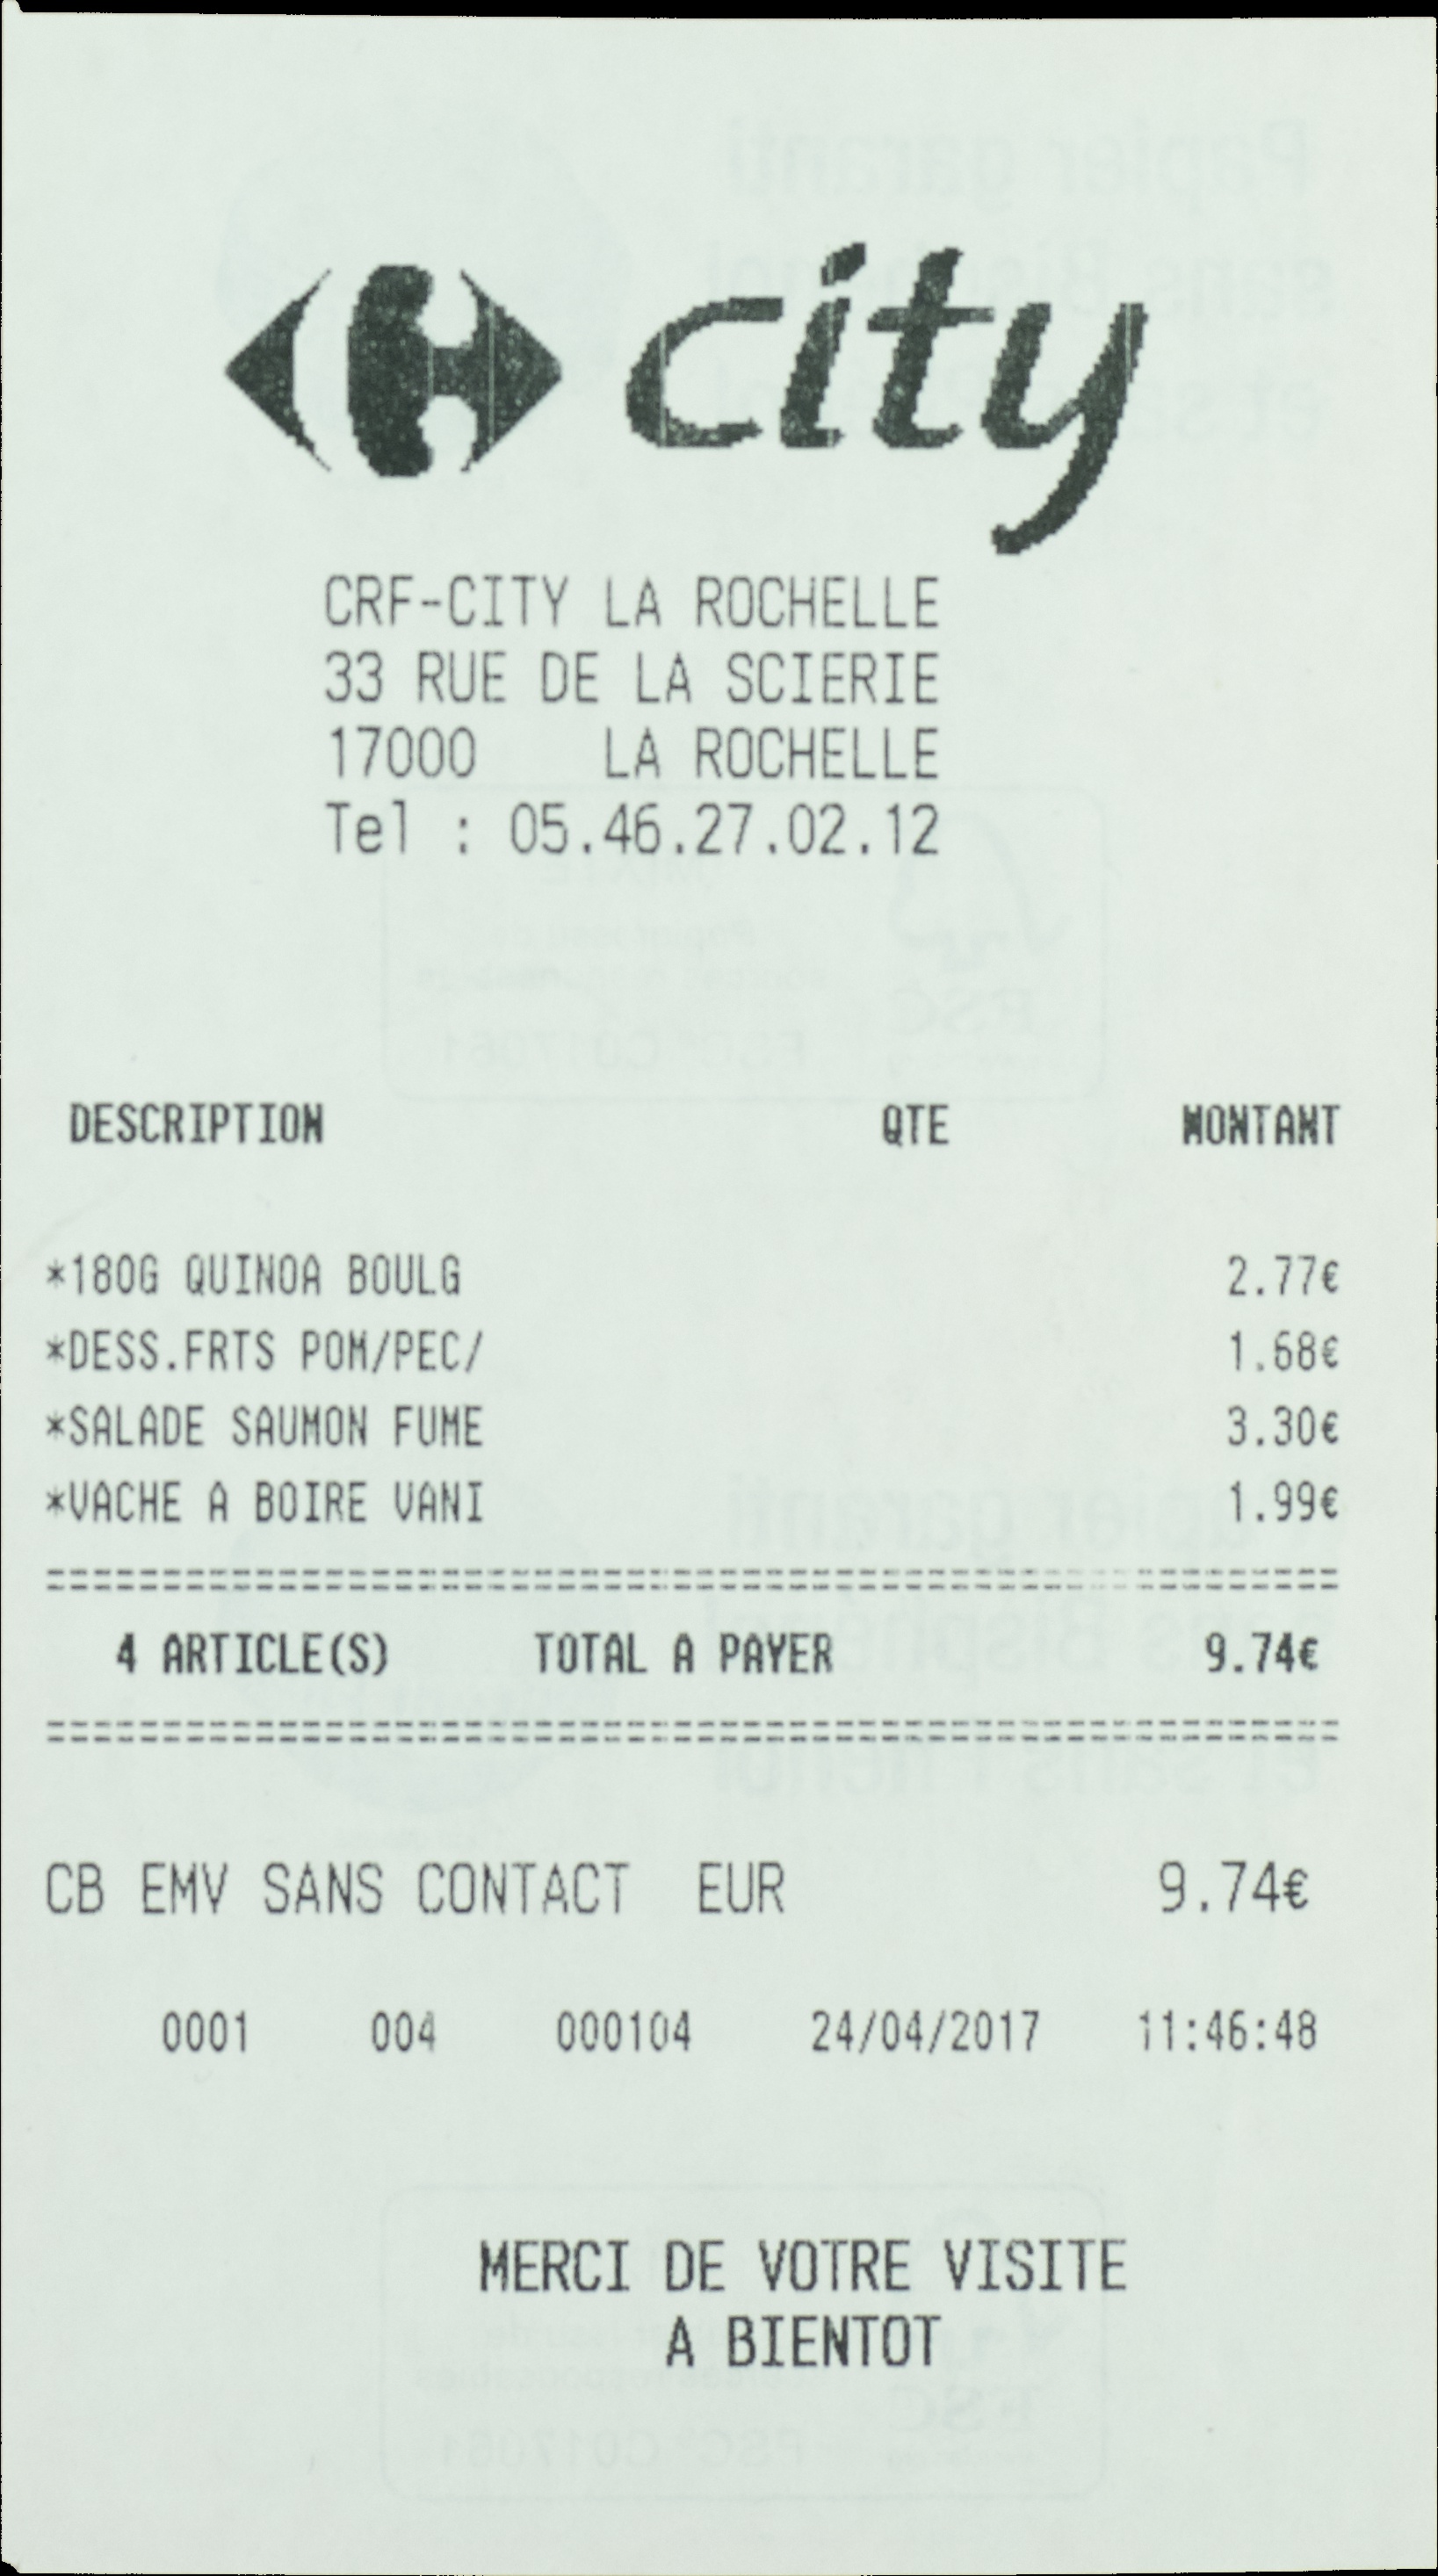 city
CRF-CITY LA ROCHELLE
33 RUE DE LA SCIERIE
17000 LA ROCHELLE
Tel : 05.46.27.02.12
DESCRIPTION QTE MONTANT
*180G QUINOA BOULG 2.77€
*DESS.FRTS POM/PEC/ 1.68€
*SALADE SAUMON FUME 3.30€
*VACHE A BOIRE VANI 1.99€
4 ARTICLE(S) TOTAL A PAYER 9.74€
CB EMV SANS CONTACT EUR 9.74€
0001 004 000104 24/04/2017 11:46:48
MERCI DE VOTRE VISITE
A BIENTOT